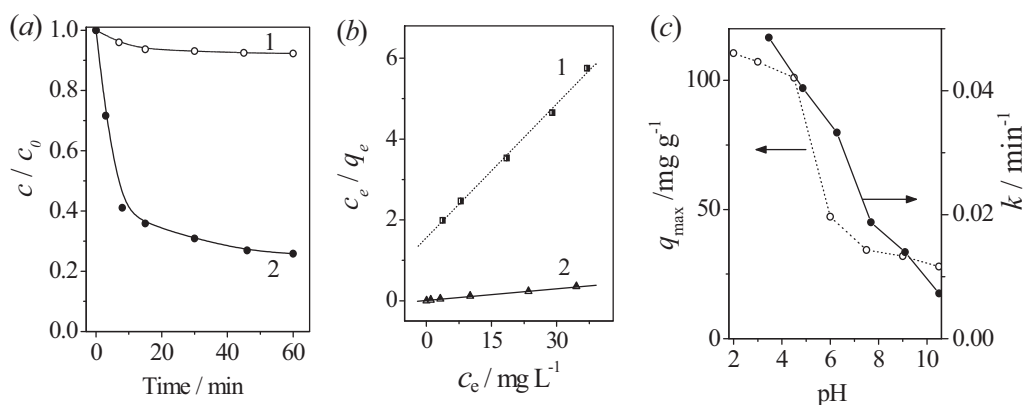 (a)
1.0
0.8
0.6
0.4
0.2
0.0
c / c0
1
2
0 20 40 60
Time / min
(b)
6
4
2
0
ce / qe
1
2
0 15 30
ce / mg L-1
(c)
100
50
0
qmax /mg g-1
0.04
0.02
0.00
k / min-1
2 4 6 8 10
pH